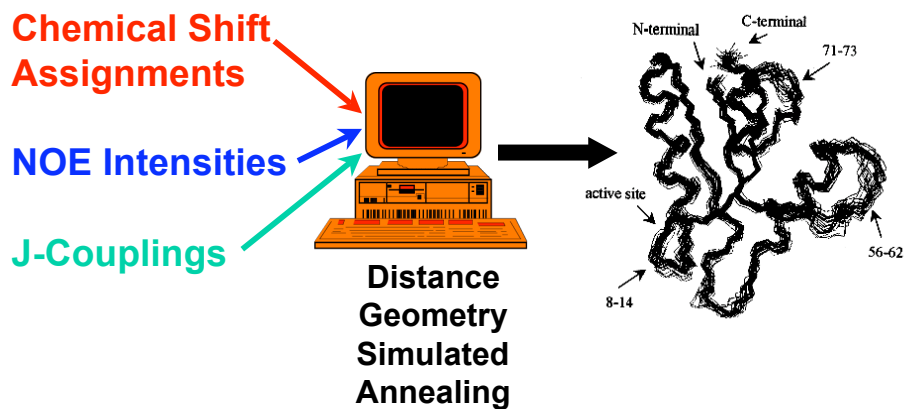 Chemical Shift
Assignments
NOE Intensities
J-Couplings
Distance
Geometry
Simulated
Annealing
N-terminal
C-terminal
71-73
active site
56-62
8-14